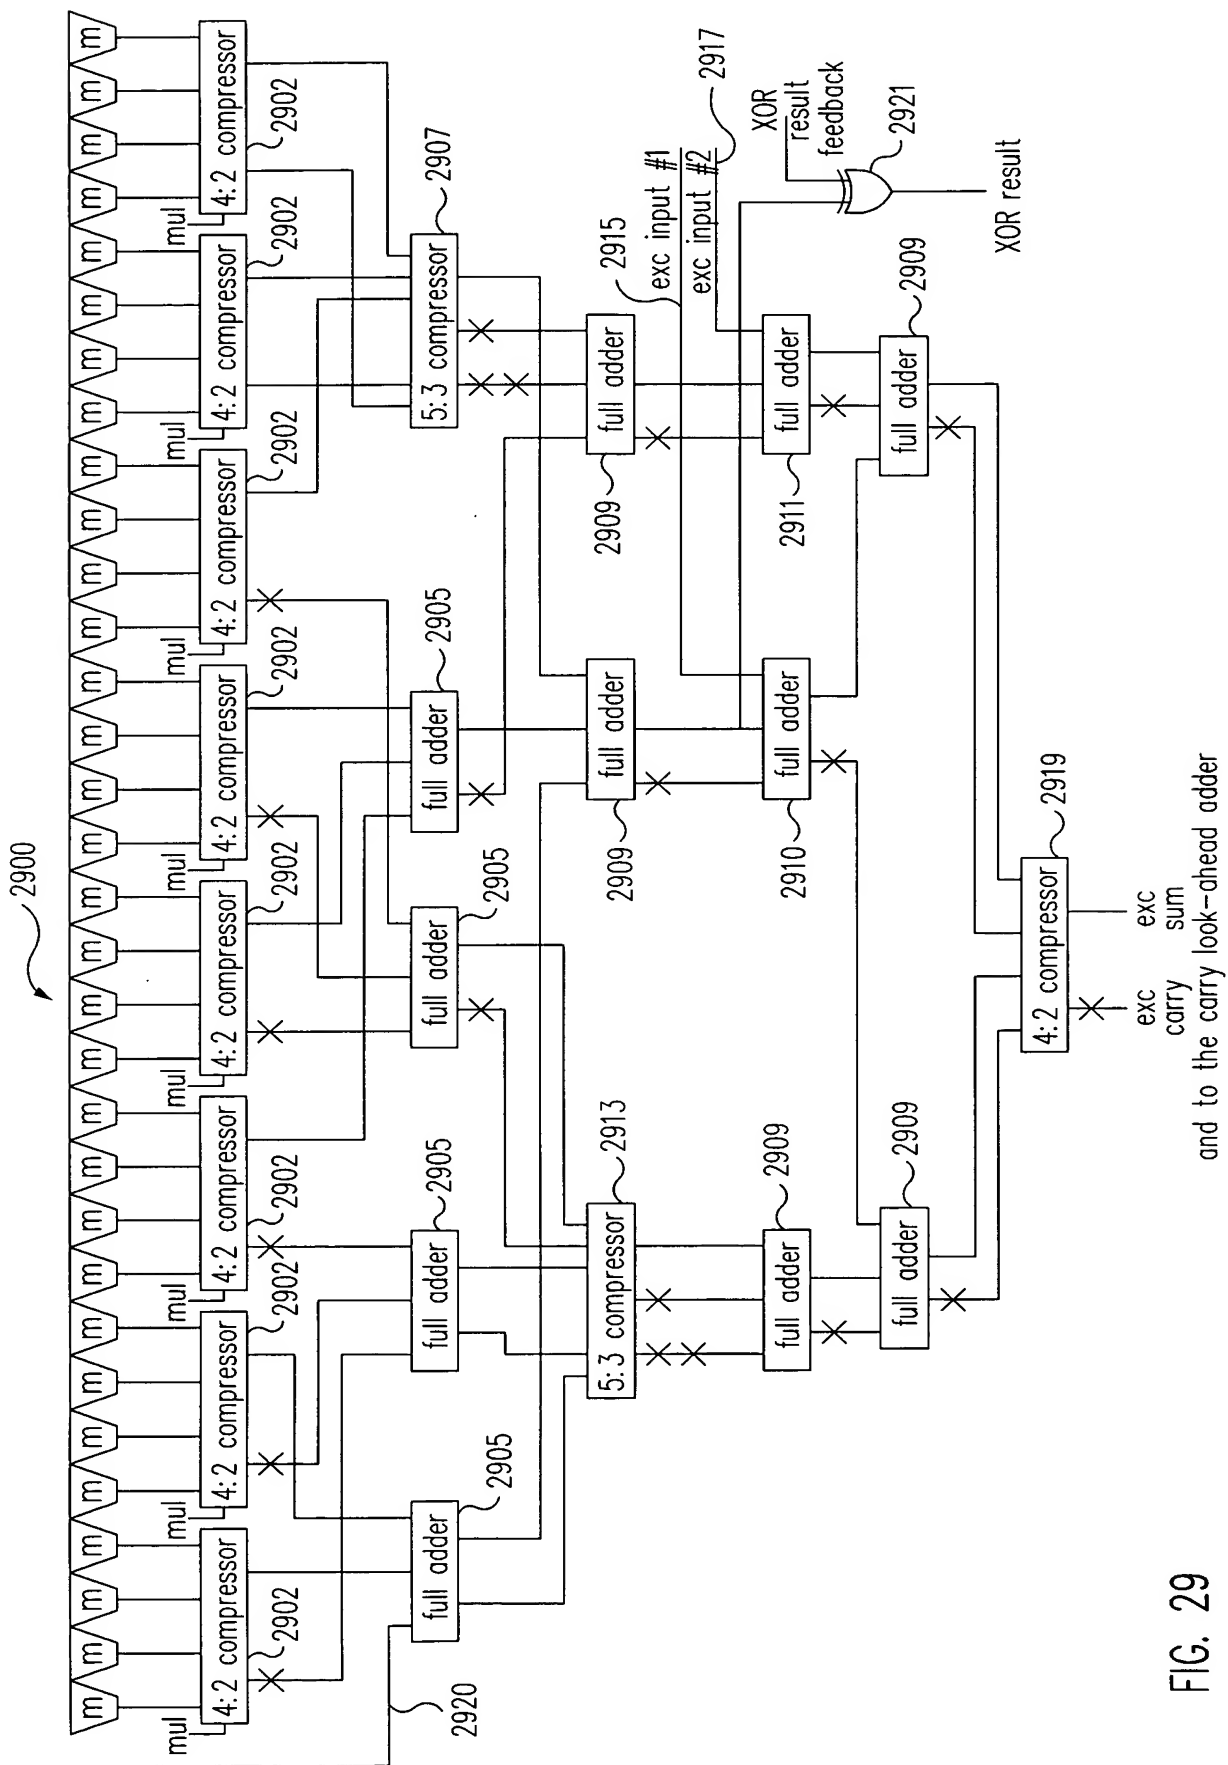 2900
m m m m m m m m m m m m m m m m m m m m m m m m m m m m m m m m
mul mul mul mul mul mul mul mul
4:2 compressor 4:2 compressor 4:2 compressor 4:2 compressor 4:2 compressor 4:2 compressor 4:2 compressor 4:2 compressor
2902 2902 2902 2902 2902 2902 2902 2902
full adder full adder full adder full adder 5:3 compressor
2920 2905 2905 2905 2905 2907
5:3 compressor full adder full adder
2913 2909 2909
2915
exc input #1
exc input #2
2917
full adder full adder full adder
2909 2910 2911
XOR
result
feedback
2921
full adder full adder
2909 2909
XOR result
4:2 compressor
2919
exc
carry
exc
sum
and to the carry look-ahead adder
FIG. 29